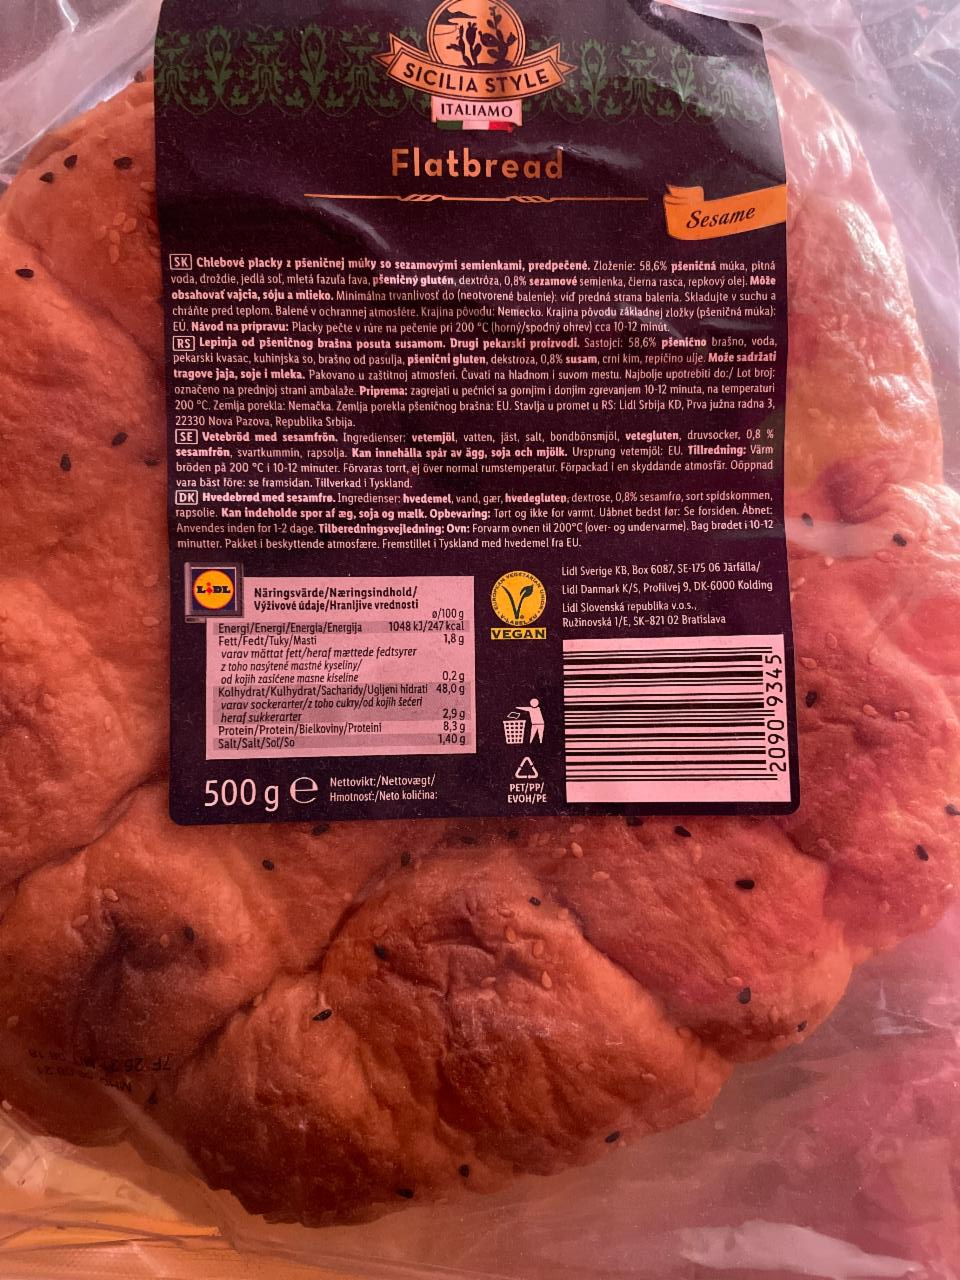 SICILIA STYLE
ITALIAMO
Flatbread
Sesame
SK Chlebové placky z pšeničnej múky so sezamovými semienkami, predpečené. Zloženie: 58,6% pšeničná múka, pitná
voda, droždie, jedlá soľ, mletá fazuľa fava, pšeničný glutén, dextróza, 0,8% sezamové semienka, čierna rasca, repkový olej. Môže
obsahovať vajcia, sóju a mlieko. Minimálna trvanlivosť do (neotvorené balenie): viď predná strana balenia. Skladujte v suchu a
chráňte pred teplom. Balené v ochrannej atmosfére. Krajina pôvodu: Nemecko. Krajina pôvodu základnej zložky (pšeničná múka):
EÚ. Návod na prípravu: Placky pečte v rúre na pečenie pri 200 °C (horný/spodný ohrev) cca 10-12 minút.
RS Lepinja od pšeničnog brašna posuta susamom. Drugi pekarski proizvodi. Sastojci: 58,6% pšenično brašno, voda,
pekarski kvasac, kuhinjska so, brašno od pasulja, pšenični gluten, dekstroza, 0,8% susam, crni kim, repičino ulje. Može sadržati
tragove jaja, soje i mleka. Pakovano u zaštitnoj atmosferi. Čuvati na hladnom i suvom mestu. Najbolje upotrebiti do:/ Lot broj:
označeno na prednjoj strani ambalaže. Priprema: zagrejati u pećnici sa gornjim i donjim zgrevanjem 10-12 minuta, na temperaturi
200 °C. Zemlja porekla: Nemačka. Zemlja porekla pšeničnog brašna: EU. Stavlja u promet u RS: Lidl Srbija KD, Prva južna radna 3,
22330 Nova Pazova, Republika Srbija.
SE Vetebröd med sesamfrön. Ingredienser: vetemjöl, vatten, jäst, salt, bondbönsmjöl, vetegluten, druvsocker, 0,8 %
sesamfrön, svartkummin, rapsolja. Kan innehålla spår av ägg, soja och mjölk. Ursprung vetemjöl: EU. Tillredning: Värm
bröden på 200 °C i 10-12 minuter. Förvaras torrt, ej över normal rumstemperatur. Förpackad i en skyddande atmosfär. Oöppnad
vara bäst före: se framsidan. Tillverkad i Tyskland.
DK Hvedebrød med sesamfrø. Ingredienser: hvedemel, vand, gær, hvedegluten, dextrose, 0,8% sesamfrø, sort spidskommen,
rapsolie. Kan indeholde spor af æg, soja og mælk. Opbevaring: Tørt og ikke for varmt. Uåbnet bedst før: Se forsiden. Åbnet:
Anvendes inden for 1-2 dage. Tilberedningsvejledning: Ovn: Forvarm ovnen til 200°C (over- og undervarme). Bag brødet i 10-12
minutter. Pakket i beskyttende atmosfære. Fremstillet i Tyskland med hvedemel fra EU.
LIDL
Näringsvärde/Næringsindhold/
Výživové údaje/Hranljive vrednosti
ø/100 g
Energi/Energi/Energia/Energija 1048 kJ/247 kcal
Fett/Fedt/Tuky/Masti 1,8 g
varav mättat fett/heraf mættede fedtsyrer
z toho nasýtené mastné kyseliny/
od kojih zasićene masne kiseline 0,2 g
Kolhydrat/Kulhydrat/Sacharidy/Ugljeni hidrati 48,0 g
varav sockerarter/z toho cukry/od kojih šećeri
heraf sukkerarter 2,9 g
Protein/Protein/Bielkoviny/Proteini 8,3 g
Salt/Salt/Soľ/So 1,40 g
EUROPEAN VEGETARIAN UNION
V-LABEL.EU
VEGAN
Lidl Sverige KB, Box 6087, SE-175 06 Järfälla/
Lidl Danmark K/S, Profilvej 9, DK-6000 Kolding
Lidl Slovenská republika v.o.s.,
Ružinovská 1/E, SK-821 02 Bratislava
2090 9345
PET/PP/
EVOH/PE
500 g e
Nettovikt:/Nettovægt/
Hmotnosť:/Neto količina: